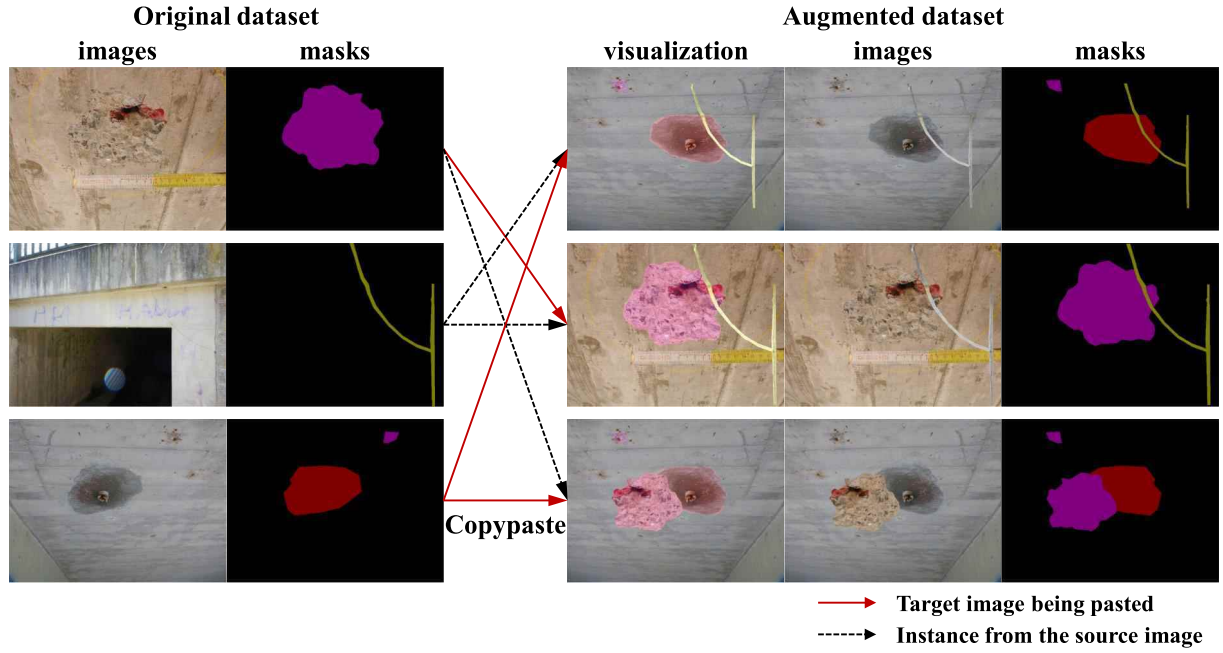 Original dataset
Augmented dataset
images
masks
visualization
images
masks
Copypaste
Target image being pasted
Instance from the source image